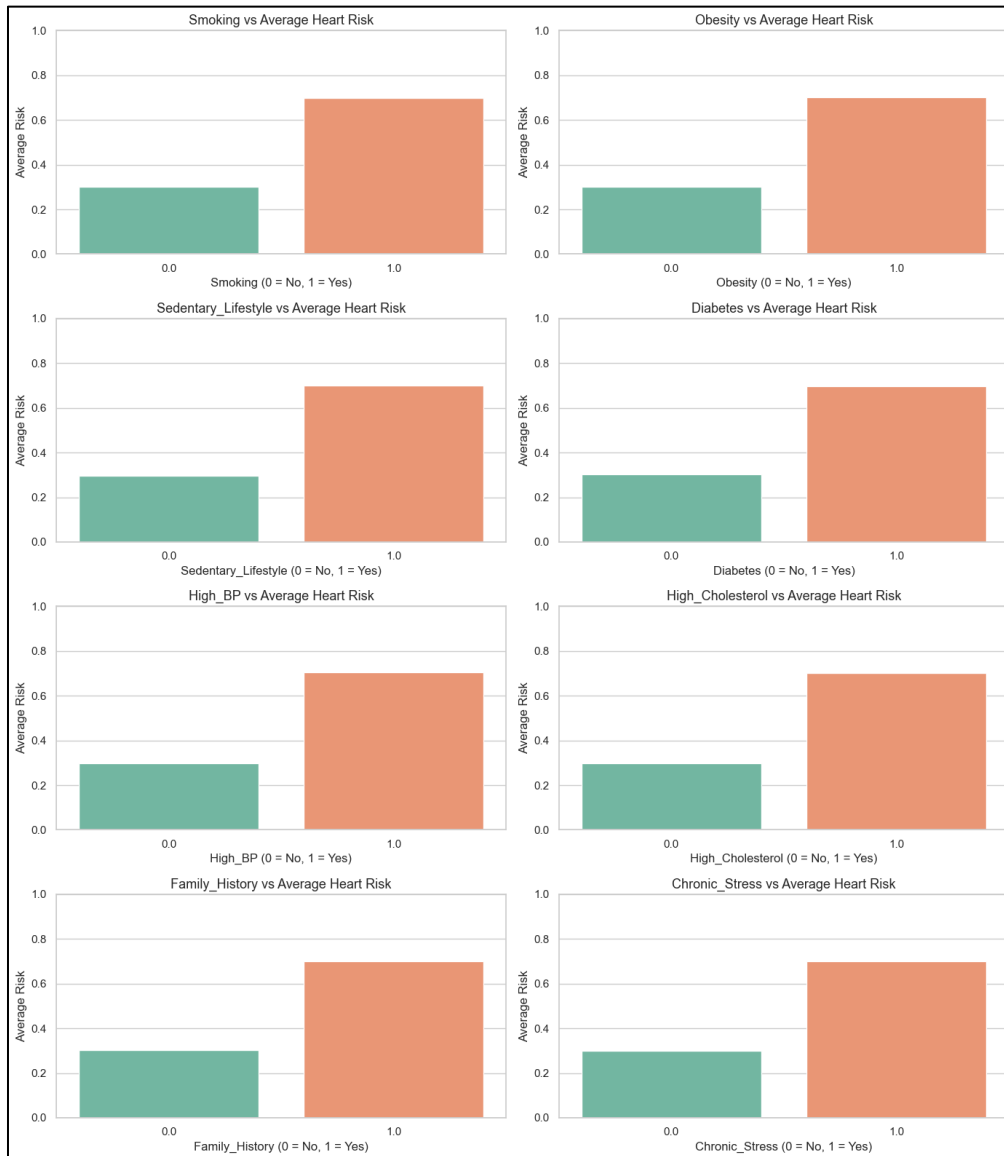 Smoking vs Average Heart Risk
1.0
0.8
0.6
0.4
0.2
0.0
Average Risk
0.0 1.0
Smoking (0 = No, 1 = Yes)
Obesity vs Average Heart Risk
1.0
0.8
0.6
0.4
0.2
0.0
Average Risk
0.0 1.0
Obesity (0 = No, 1 = Yes)
Sedentary_Lifestyle vs Average Heart Risk
1.0
0.8
0.6
0.4
0.2
0.0
Average Risk
0.0 1.0
Sedentary_Lifestyle (0 = No, 1 = Yes)
Diabetes vs Average Heart Risk
1.0
0.8
0.6
0.4
0.2
0.0
Average Risk
0.0 1.0
Diabetes (0 = No, 1 = Yes)
High_BP vs Average Heart Risk
1.0
0.8
0.6
0.4
0.2
0.0
Average Risk
0.0 1.0
High_BP (0 = No, 1 = Yes)
High_Cholesterol vs Average Heart Risk
1.0
0.8
0.6
0.4
0.2
0.0
Average Risk
0.0 1.0
High_Cholesterol (0 = No, 1 = Yes)
Family_History vs Average Heart Risk
1.0
0.8
0.6
0.4
0.2
0.0
Average Risk
0.0 1.0
Family_History (0 = No, 1 = Yes)
Chronic_Stress vs Average Heart Risk
1.0
0.8
0.6
0.4
0.2
0.0
Average Risk
0.0 1.0
Chronic_Stress (0 = No, 1 = Yes)